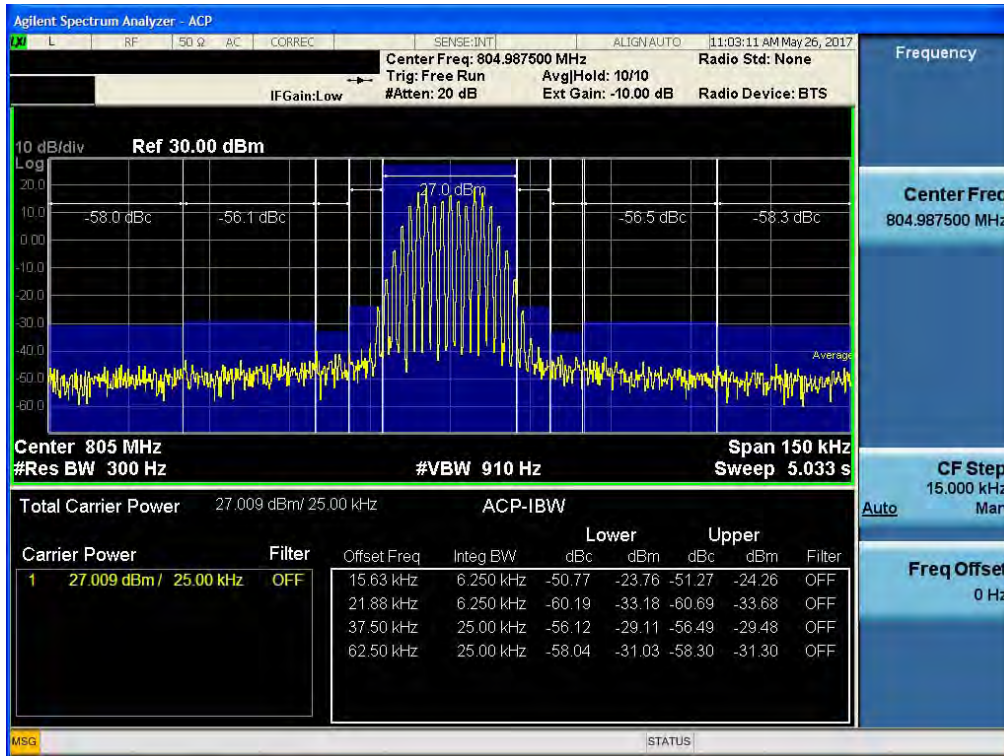 Agilent Spectrum Analyzer - ACP
LXI L RF 50 Ω AC CORREC SENSE:INT ALIGN AUTO 11:03:11 AM May 26, 2017
Center Freq: 804.987500 MHz Radio Std: None
Trig: Free Run Avg|Hold: 10/10
IFGain:Low #Atten: 20 dB Ext Gain: -10.00 dB Radio Device: BTS
10 dB/div Ref 30.00 dBm
Log
20.0
10.0
0.00
-10.0
-20.0
-30.0
-40.0
-50.0
-60.0
27.0 dBm
-58.0 dBc -56.1 dBc -56.5 dBc -58.3 dBc
Average
Center 805 MHz Span 150 kHz
#Res BW 300 Hz #VBW 910 Hz Sweep 5.033 s
Total Carrier Power 27.009 dBm/ 25.00 kHz ACP-IBW
Lower Upper
Carrier Power Filter Offset Freq Integ BW dBc dBm dBc dBm Filter
1 27.009 dBm / 25.00 kHz OFF 15.63 kHz 6.250 kHz -50.77 -23.76 -51.27 -24.26 OFF
21.88 kHz 6.250 kHz -60.19 -33.18 -60.69 -33.68 OFF
37.50 kHz 25.00 kHz -56.12 -29.11 -56.49 -29.48 OFF
62.50 kHz 25.00 kHz -58.04 -31.03 -58.30 -31.30 OFF
MSG STATUS
Frequency
Center Freq
804.987500 MHz
CF Step
15.000 kHz
Auto Man
Freq Offset
0 Hz